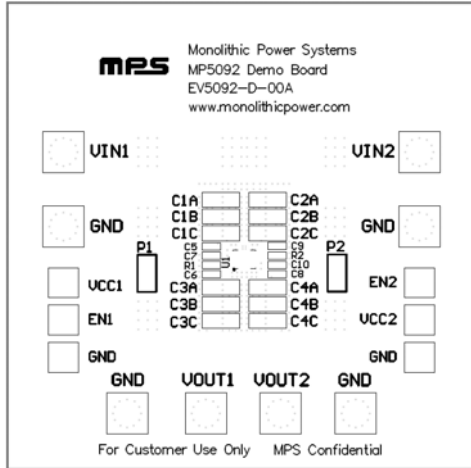 MPS
Monolithic Power Systems
MP5092 Demo Board
EV5092-D-00A
www.monolithicpower.com
VIN1
VIN2
C1A
C2A
C1B
C2B
C1C
C2C
GND
GND
P1
P2
C5
C9
C7
U1
R2
R1
C10
C6
C8
VCC1
EN2
C3A
C4A
C3B
C4B
C3C
C4C
EN1
VCC2
GND
GND
GND
VOUT1
VOUT2
GND
For Customer Use Only
MPS Confidential